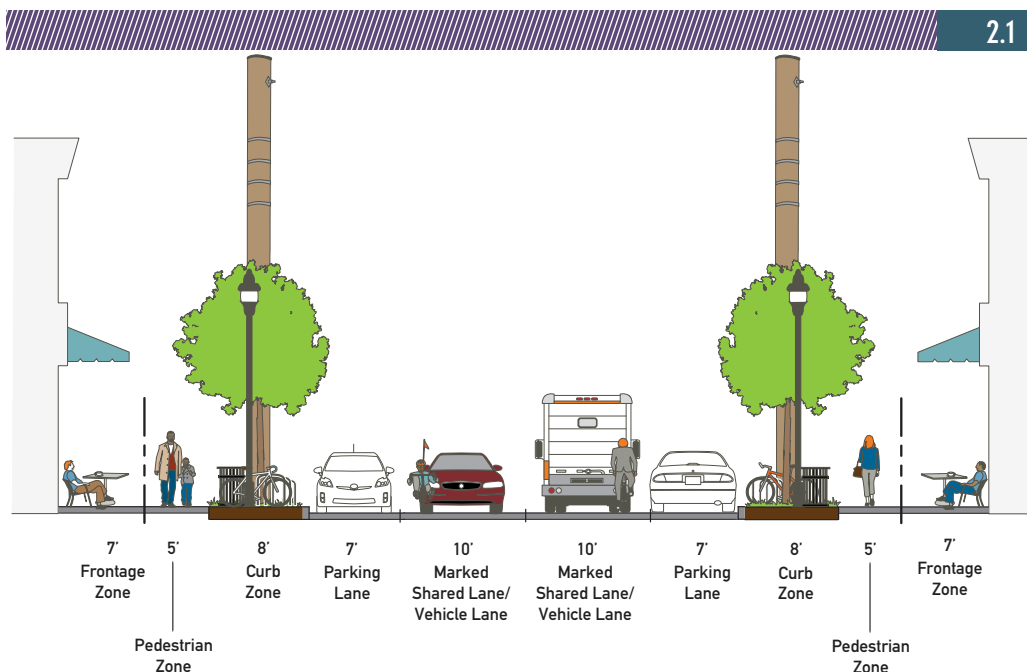 2.1
7'
Frontage
Zone
5'
Pedestrian
Zone
8'
Curb
Zone
7'
Parking
Lane
10'
Marked
Shared Lane/
Vehicle Lane
10'
Marked
Shared Lane/
Vehicle Lane
7'
Parking
Lane
8'
Curb
Zone
5'
Pedestrian
Zone
7'
Frontage
Zone